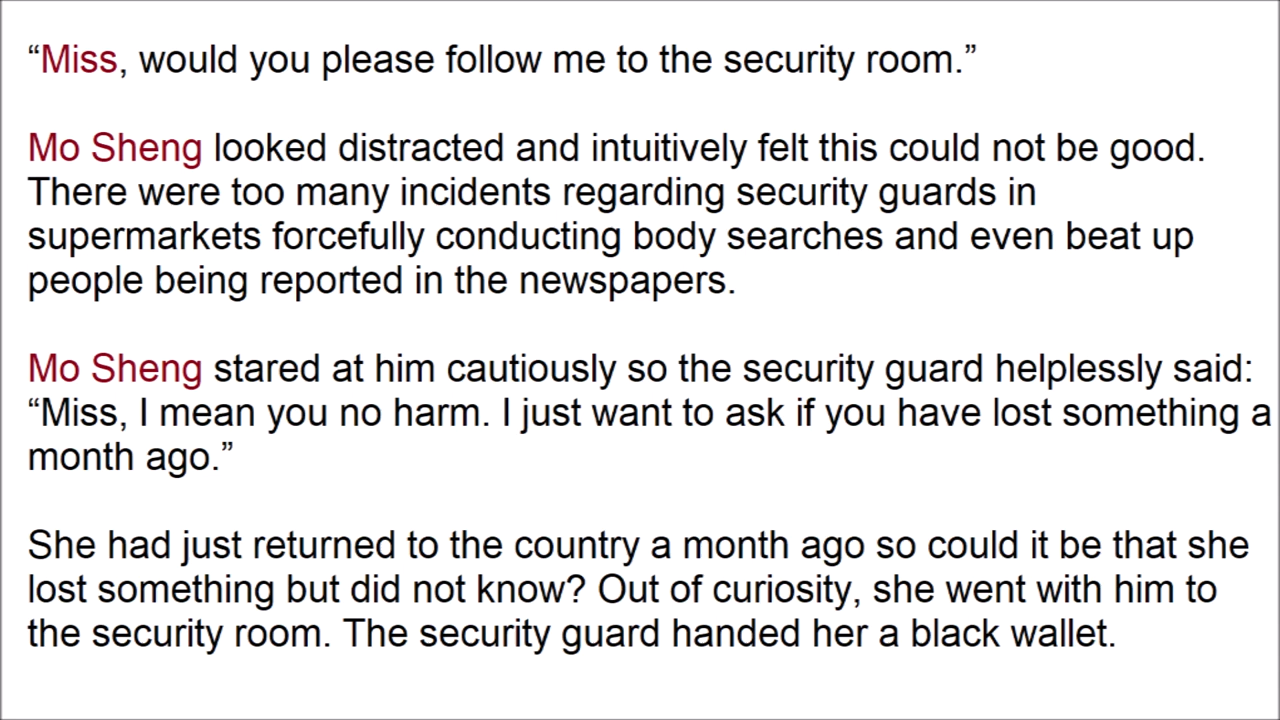 “Miss, would you please follow me to the security room.”
Mo Sheng looked distracted and intuitively felt this could not be good.
There were too many incidents regarding security guards in
supermarkets forcefully conducting body searches and even beat up
people being reported in the newspapers.
Mo Sheng stared at him cautiously so the security guard helplessly said:
“Miss, I mean you no harm. I just want to ask if you have lost something a
month ago.”
She had just returned to the country a month ago so could it be that she
lost something but did not know? Out of curiosity, she went with him to
the security room. The security guard handed her a black wallet.